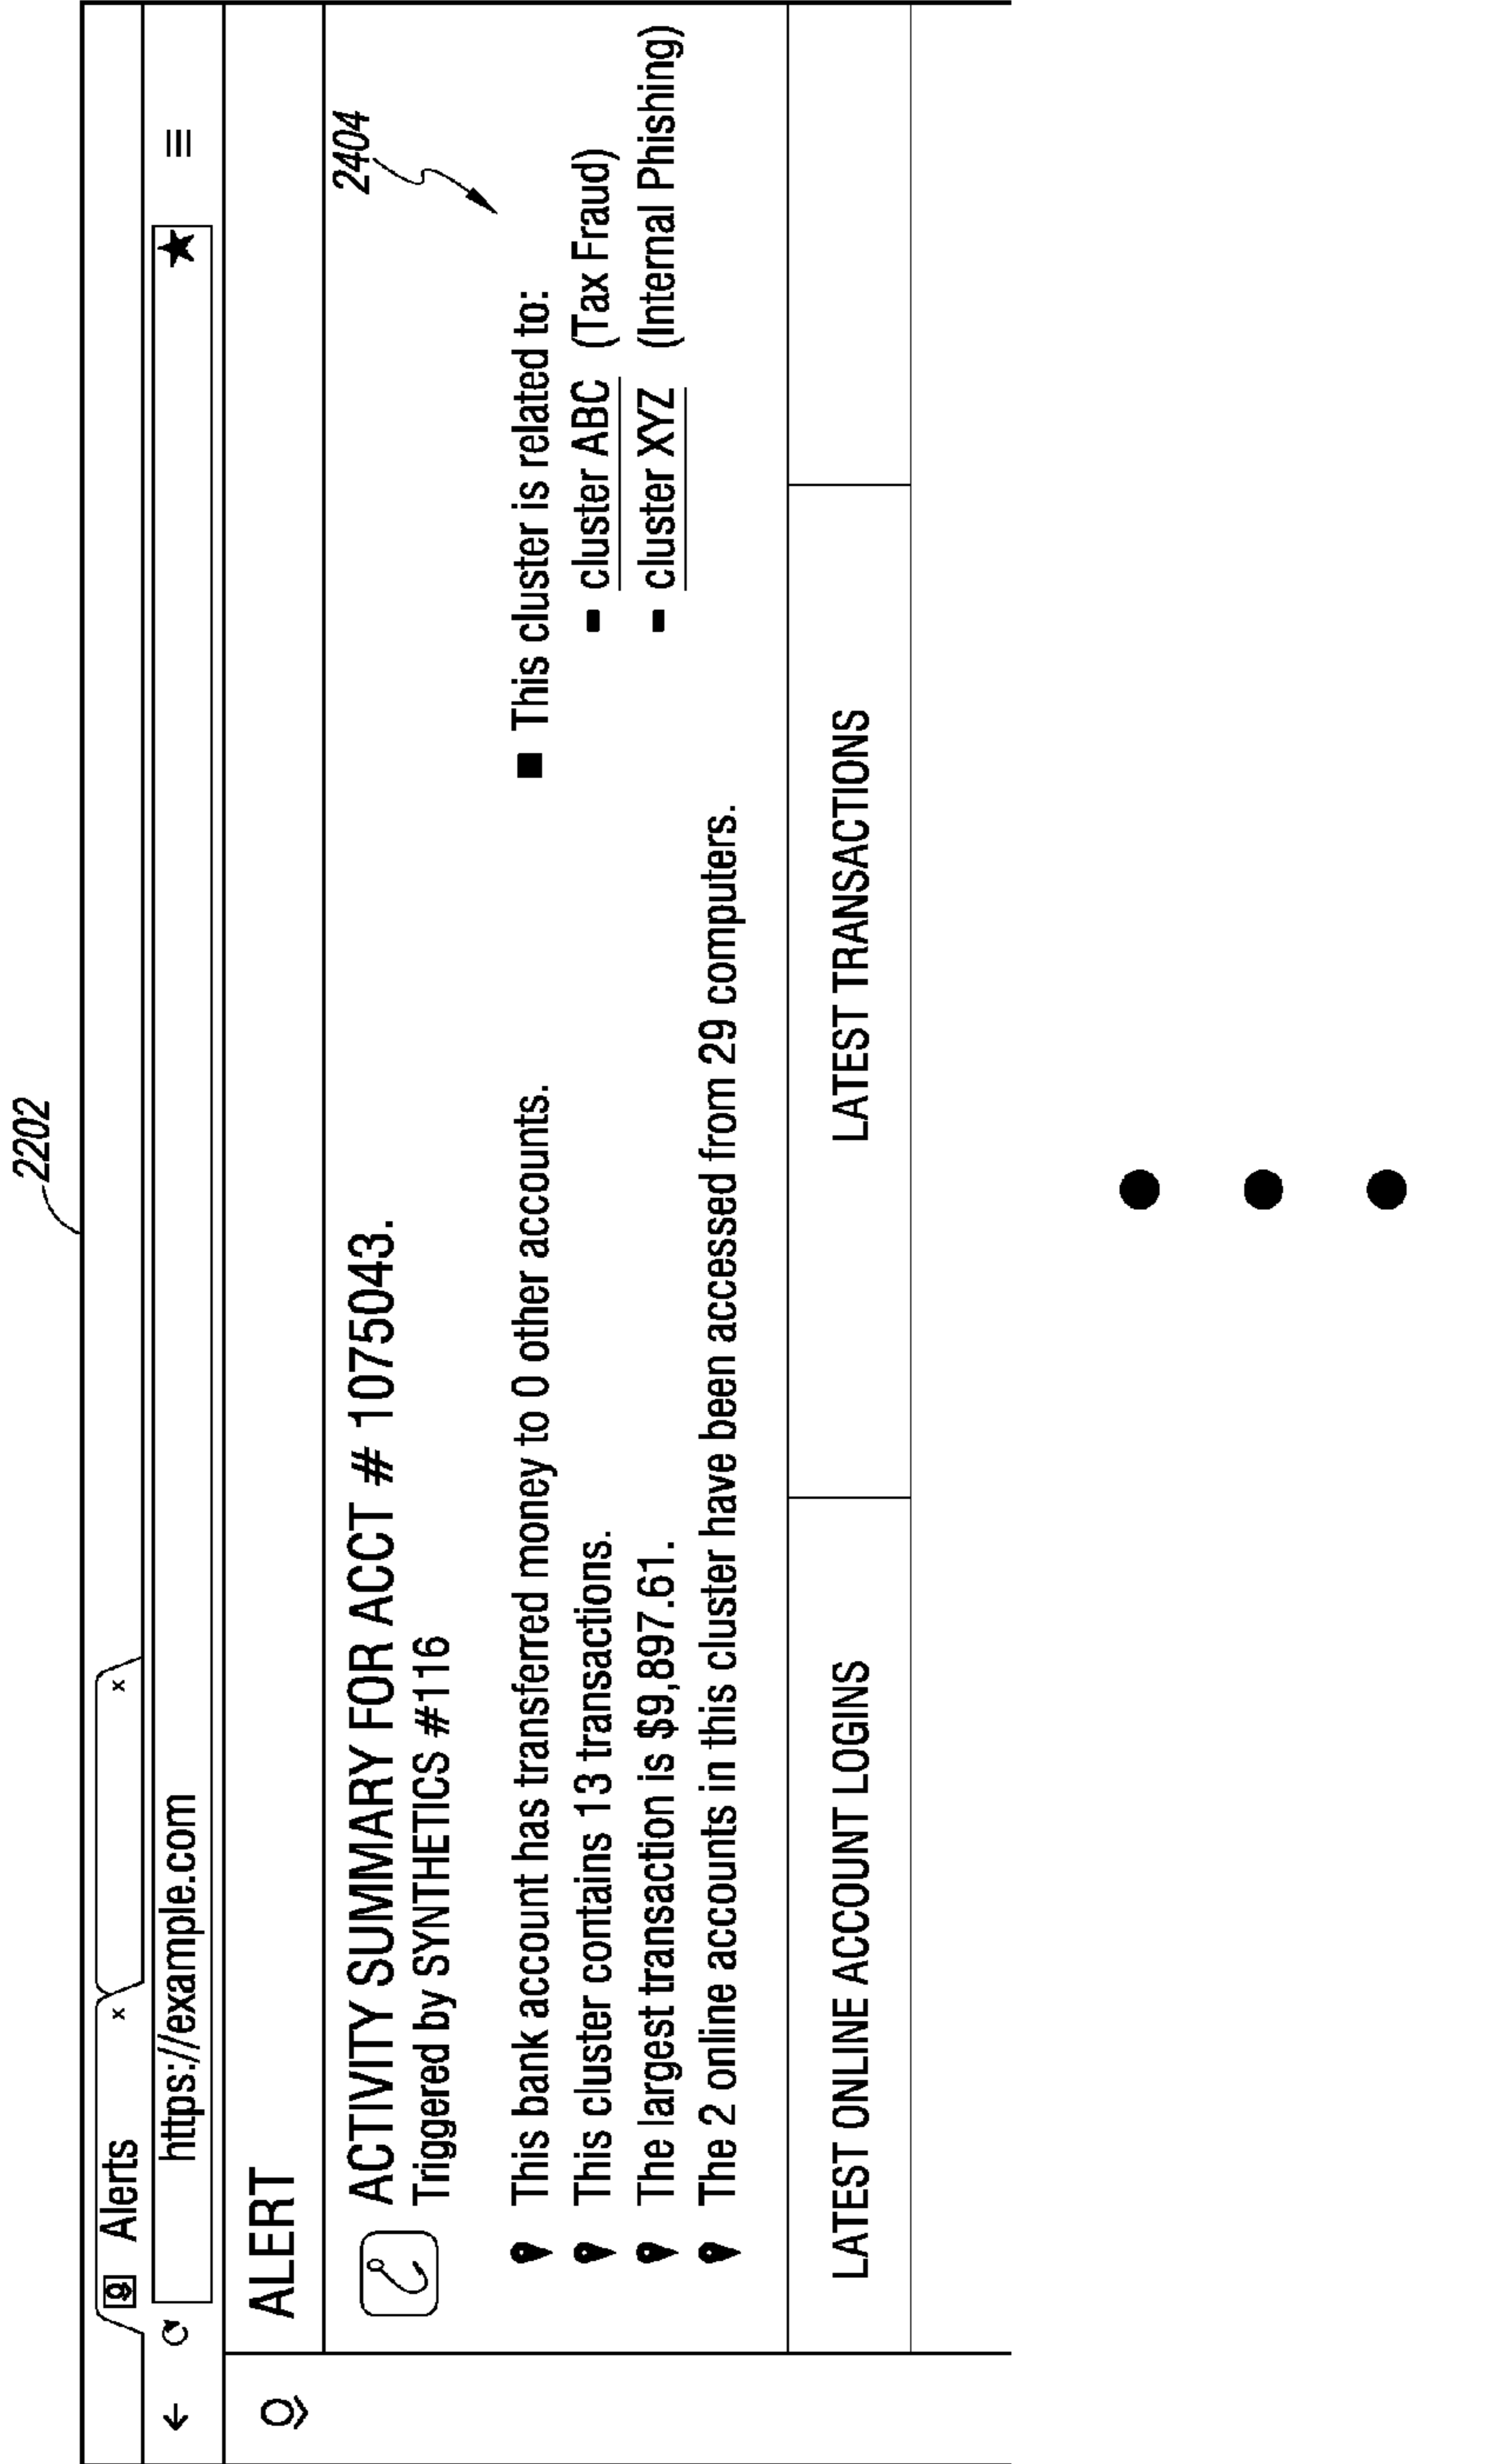 2202
Alerts x x
https://example.com
ALERT
2404
ACTIVITY SUMMARY FOR ACCT # 1075043.
Triggered by SYNTHETICS #116
This bank account has transferred money to 0 other accounts.
This cluster contains 13 transactions.
The largest transaction is $9,897.61.
The 2 online accounts in this cluster have been accessed from 29 computers.
■ This cluster is related to:
- cluster ABC (Tax Fraud)
- cluster XYZ (Internal Phishing)
LATEST ONLINE ACCOUNT LOGINS
LATEST TRANSACTIONS